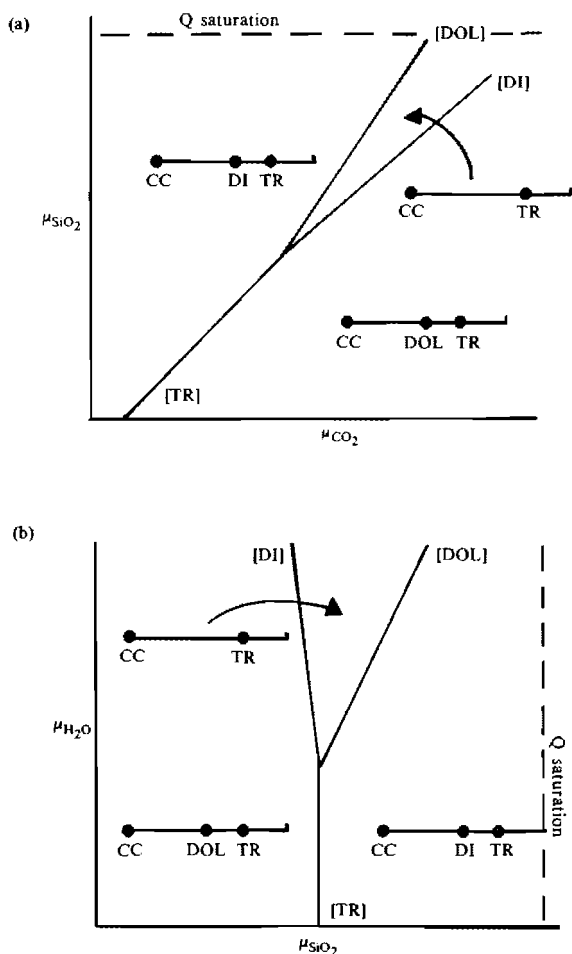 (a)
Q saturation
[DOL]
[DI]
CC DI TR
CC TR
μSiO₂
CC DOL TR
[TR]
μCO₂
(b)
[DI]
[DOL]
CC TR
μH₂O
Q saturation
CC DOL TR
CC DI TR
[TR]
μSiO₂